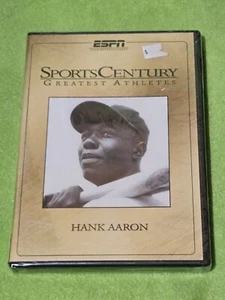 ESPN
SPORTSCENTURY
GREATEST ATHLETES
HANK AARON